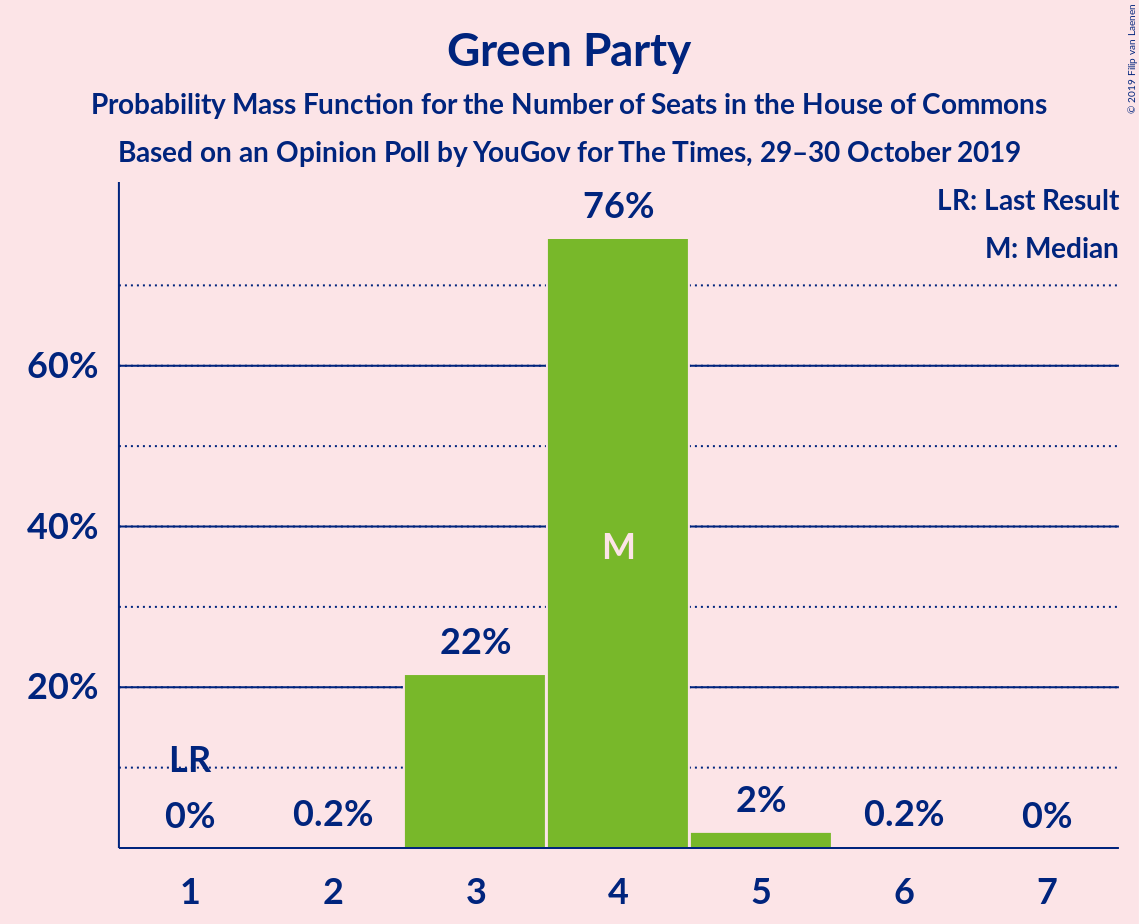 Green Party
Probability Mass Function for the Number of Seats in the House of Commons
Based on an Opinion Poll by YouGov for The Times, 29–30 October 2019
© 2019 Filip van Laenen
LR: Last Result
M: Median
76%
60%
40%
20%
M
22%
LR
0%
0.2%
2%
0.2%
0%
1 2 3 4 5 6 7